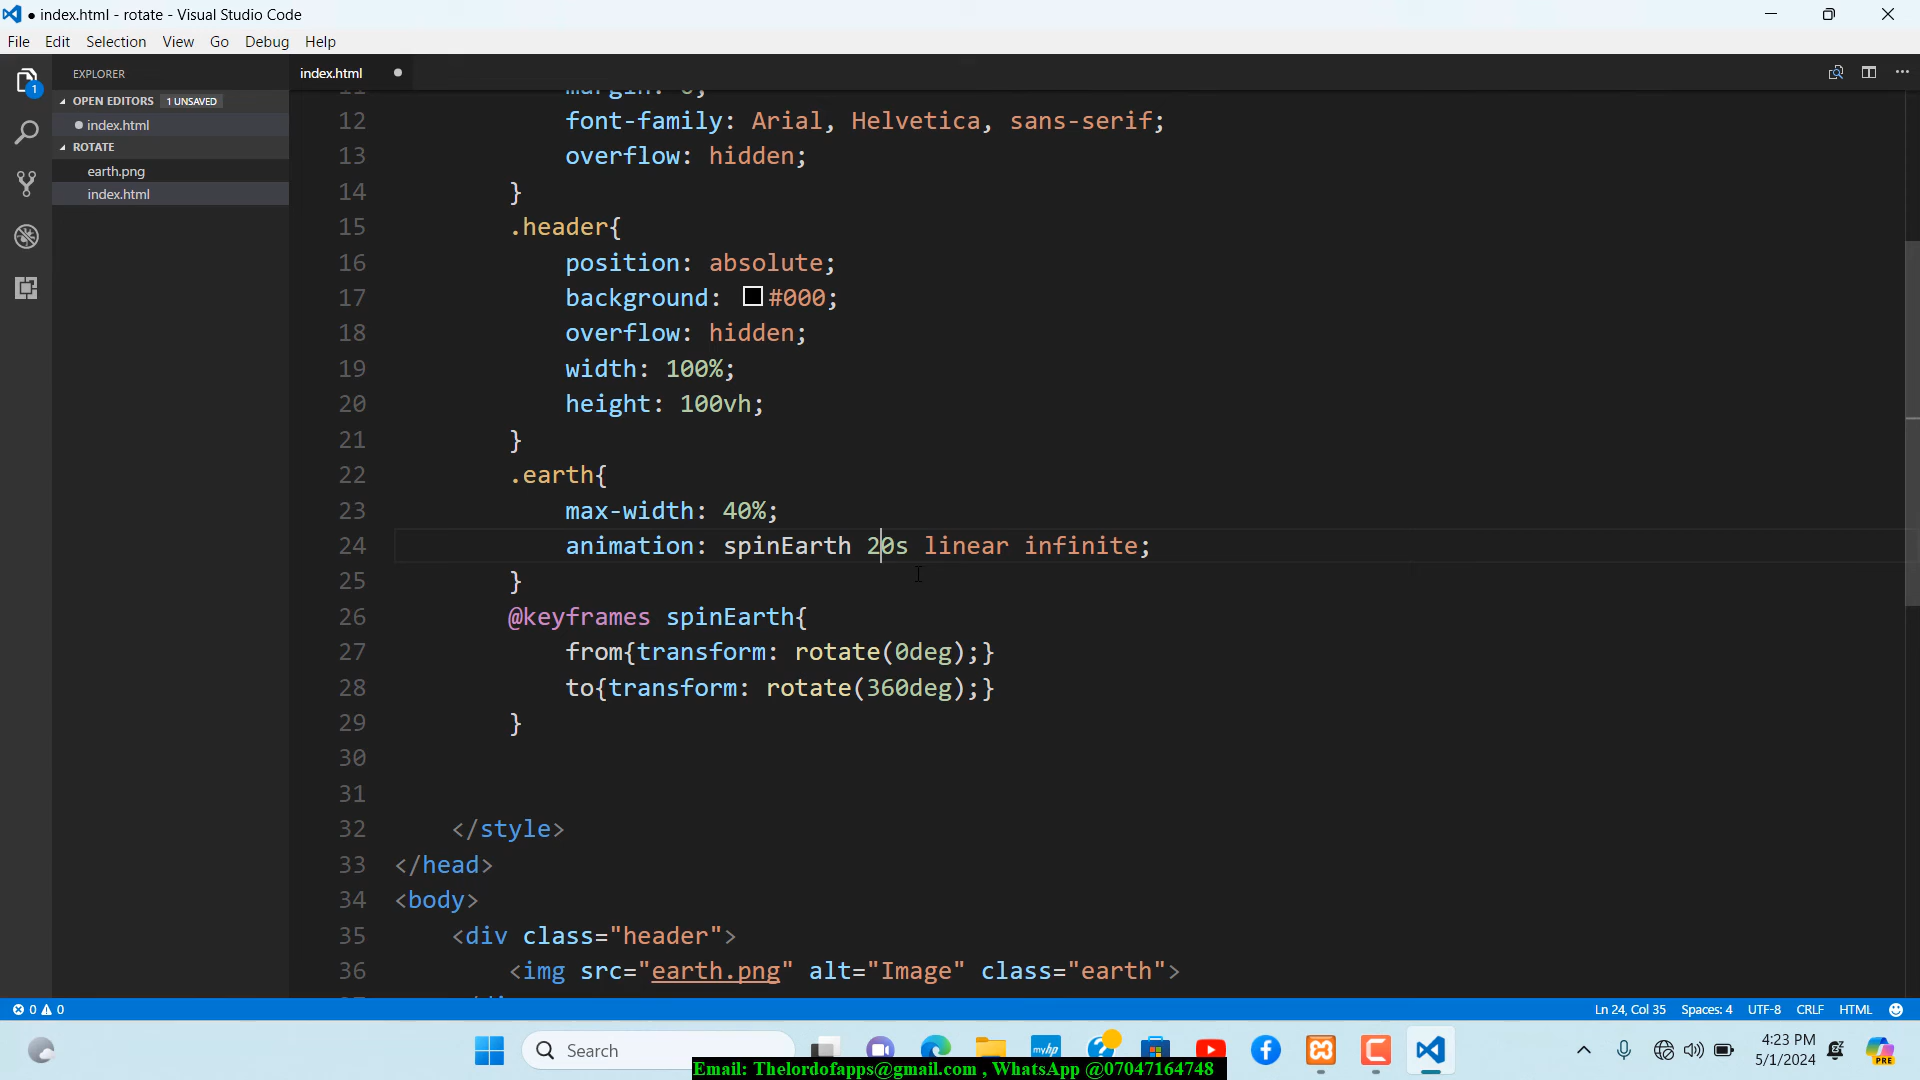 index.html - rotate - Visual Studio Code
File Edit Selection View Go Debug Help
EXPLORER
index.html
OPEN EDITORS 1 UNSAVED
index.html
ROTATE
earth.png
index.html
1
12 font-family: Arial, Helvetica, sans-serif;
13 overflow: hidden;
14 }
15 .header{
16 position: absolute;
17 background: #000;
18 overflow: hidden;
19 width: 100%;
20 height: 100vh;
21 }
22 .earth{
23 max-width: 40%;
24 animation: spinEarth 20s linear infinite;
25 }
26 @keyframes spinEarth{
27 from{transform: rotate(0deg);}
28 to{transform: rotate(360deg);}
29 }
30
31
32 </style>
33 </head>
34 <body>
35 <div class="header">
36 <img src="earth.png" alt="Image" class="earth">
0 0
Ln 24, Col 35 Spaces: 4 UTF-8 CRLF HTML
Search
myhp
4:23 PM
5/1/2024
PRE
Email: Thelordofapps@gmail.com , WhatsApp @07047164748